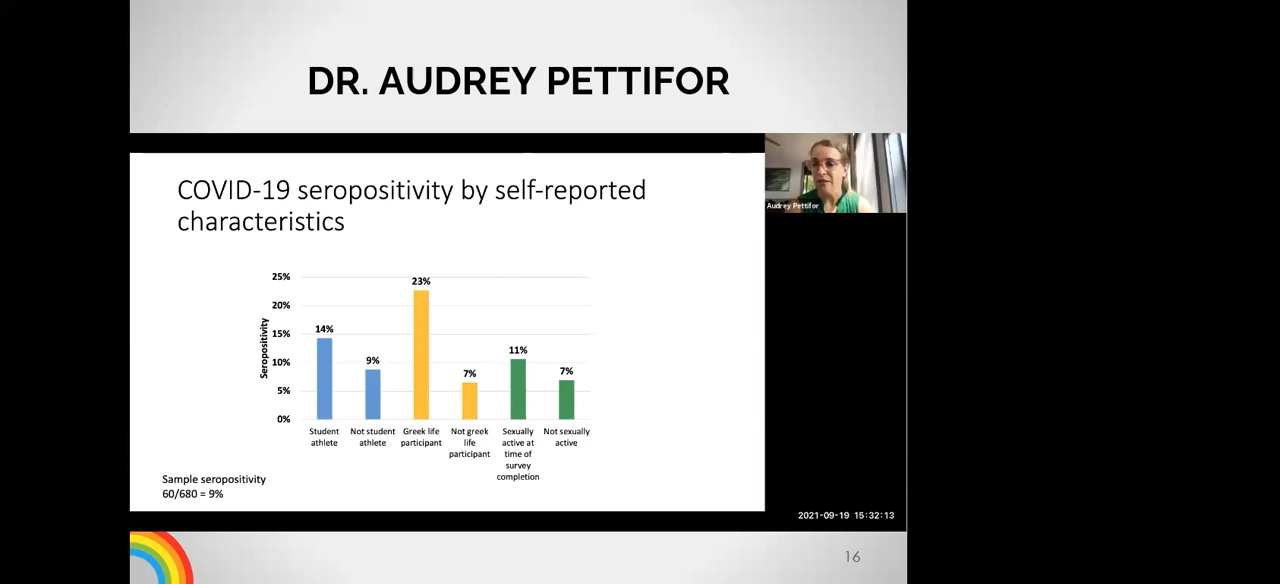 DR. AUDREY PETTIFOR
COVID-19 seropositivity by self-reported
characteristics
Audrey Pettifor
Seropositivity
25%
20%
15%
10%
5%
0%
14%
9%
23%
7%
11%
7%
Student
athlete
Not student
athlete
Greek life
participant
Not greek
life
participant
Sexually
active at
time of
survey
completion
Not sexually
active
Sample seropositivity
60/680 = 9%
2021-09-19 15:32:13
16